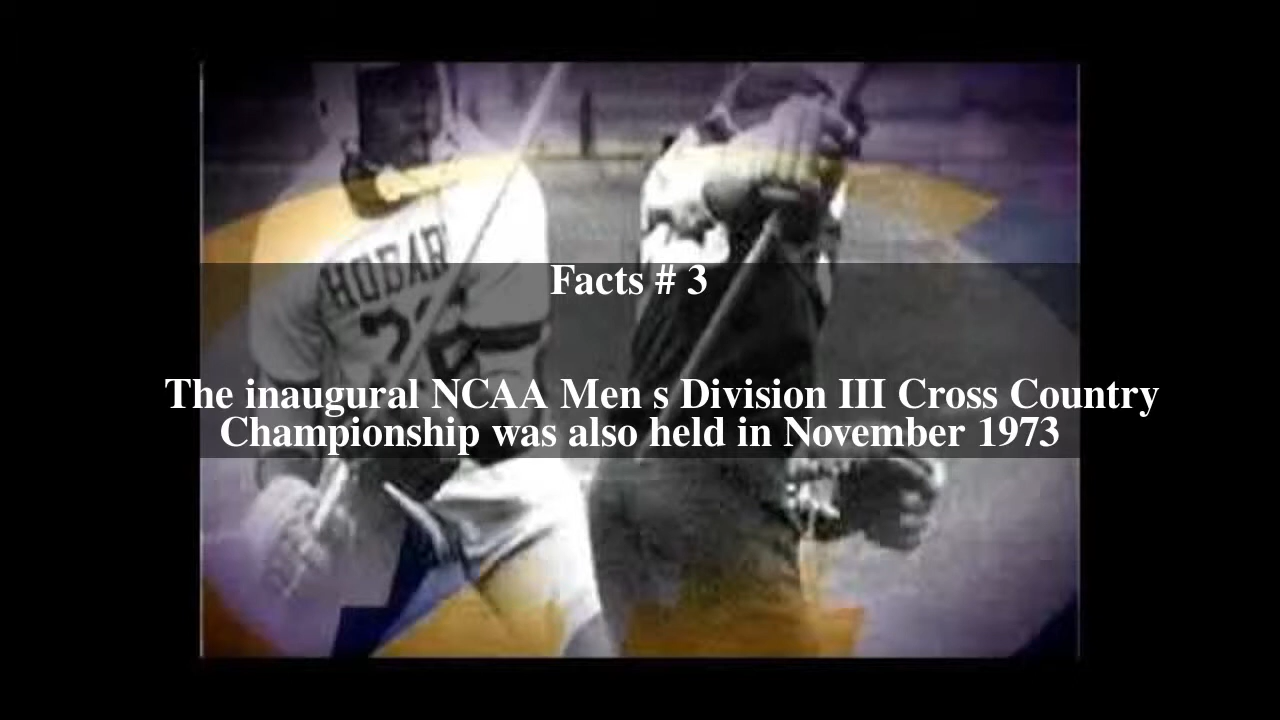 Facts # 3
The inaugural NCAA Men s Division III Cross Country
Championship was also held in November 1973
HOBAR